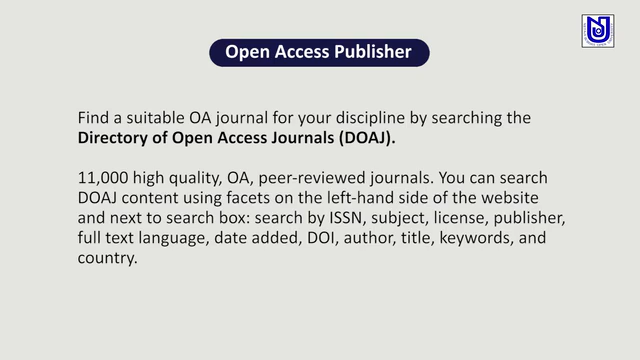 Open Access Publisher
Find a suitable OA journal for your discipline by searching the
Directory of Open Access Journals (DOAJ).
11,000 high quality, OA, peer-reviewed journals. You can search
DOAJ content using facets on the left-hand side of the website
and next to search box: search by ISSN, subject, license, publisher,
full text language, date added, DOI, author, title, keywords, and
country.